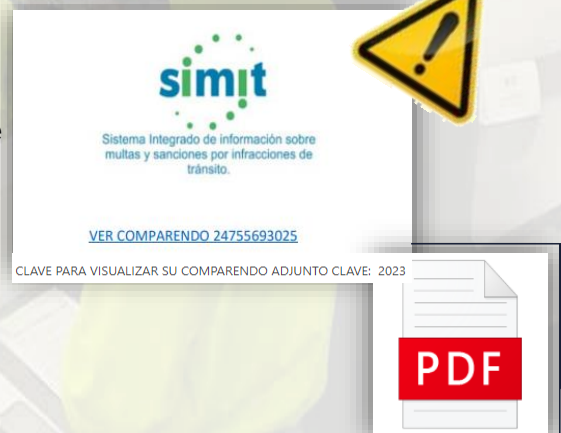 simit
Sistema Integrado de información sobre
multas y sanciones por infracciones de
tránsito.
VER COMPARENDO 24755693025
CLAVE PARA VISUALIZAR SU COMPARENDO ADJUNTO CLAVE: 2023
PDF